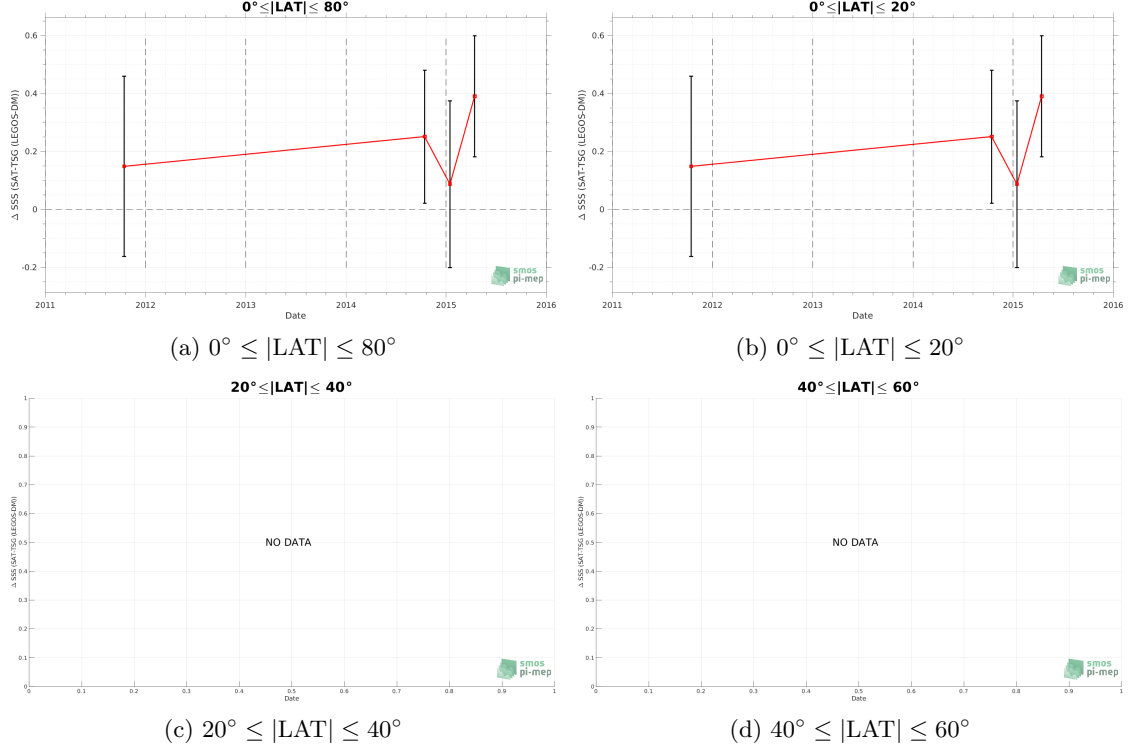 0°≤|LAT|≤ 80°
Δ SSS (SAT-TSG (LEGOS-DM))
0.6
0.4
0.2
0
-0.2
2011 2012 2013 2014 2015 2016
Date
smos
pi-mep
(a) 0° ≤ |LAT| ≤ 80°
0°≤|LAT|≤ 20°
Δ SSS (SAT-TSG (LEGOS-DM))
0.6
0.4
0.2
0
-0.2
2011 2012 2013 2014 2015 2016
Date
smos
pi-mep
(b) 0° ≤ |LAT| ≤ 20°
20°≤|LAT|≤ 40°
Δ SSS (SAT-TSG (LEGOS-DM))
1
0.9
0.8
0.7
0.6
0.5
0.4
0.3
0.2
0.1
0
NO DATA
0 0.1 0.2 0.3 0.4 0.5 0.6 0.7 0.8 0.9 1
Date
smos
pi-mep
(c) 20° ≤ |LAT| ≤ 40°
40°≤|LAT|≤ 60°
Δ SSS (SAT-TSG (LEGOS-DM))
1
0.9
0.8
0.7
0.6
0.5
0.4
0.3
0.2
0.1
0
NO DATA
0 0.1 0.2 0.3 0.4 0.5 0.6 0.7 0.8 0.9 1
Date
smos
pi-mep
(d) 40° ≤ |LAT| ≤ 60°